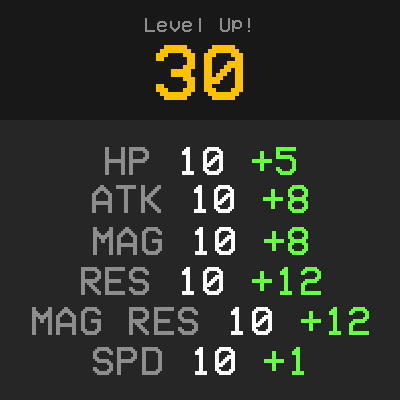 Level Up!
30
HP 10 +5
ATK 10 +8
MAG 10 +8
RES 10 +12
MAG RES 10 +12
SPD 10 +1